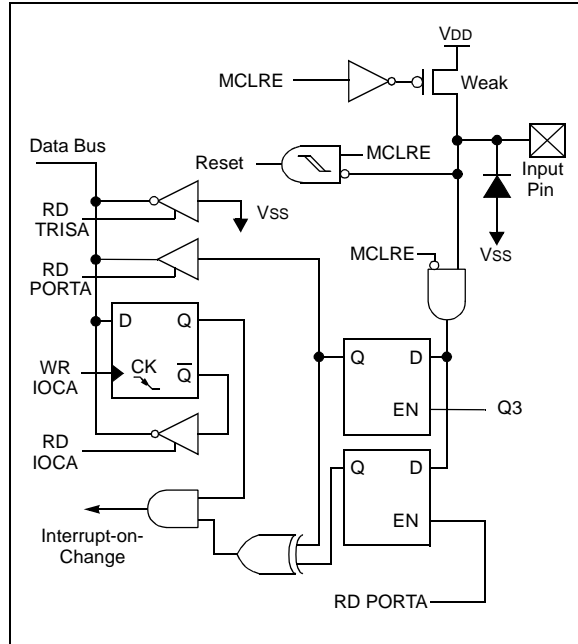 VDD
MCLRE
Weak
Data Bus
Reset
MCLRE
Input
Pin
RD
TRISA
VSS
VSS
RD
PORTA
MCLRE
D
Q
Q
D
WR
IOCA
CK
Q
EN
Q3
RD
IOCA
Q
D
EN
Interrupt-on-
Change
RD PORTA